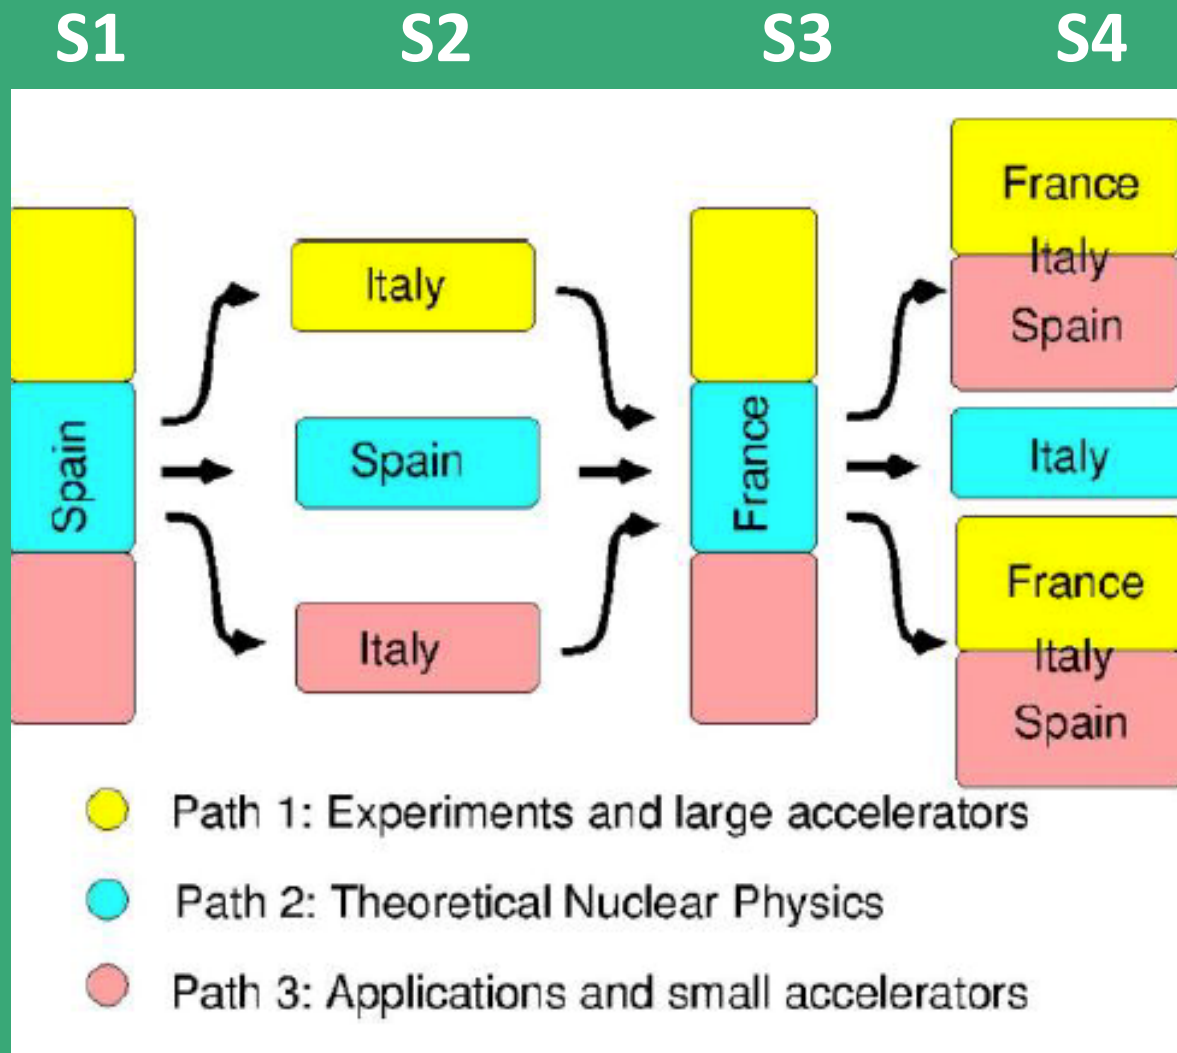 S1 S2 S3 S4
Spain
Italy
Spain
Italy
France
France
Italy
Spain
Italy
France
Italy
Spain
Path 1: Experiments and large accelerators
Path 2: Theoretical Nuclear Physics
Path 3: Applications and small accelerators